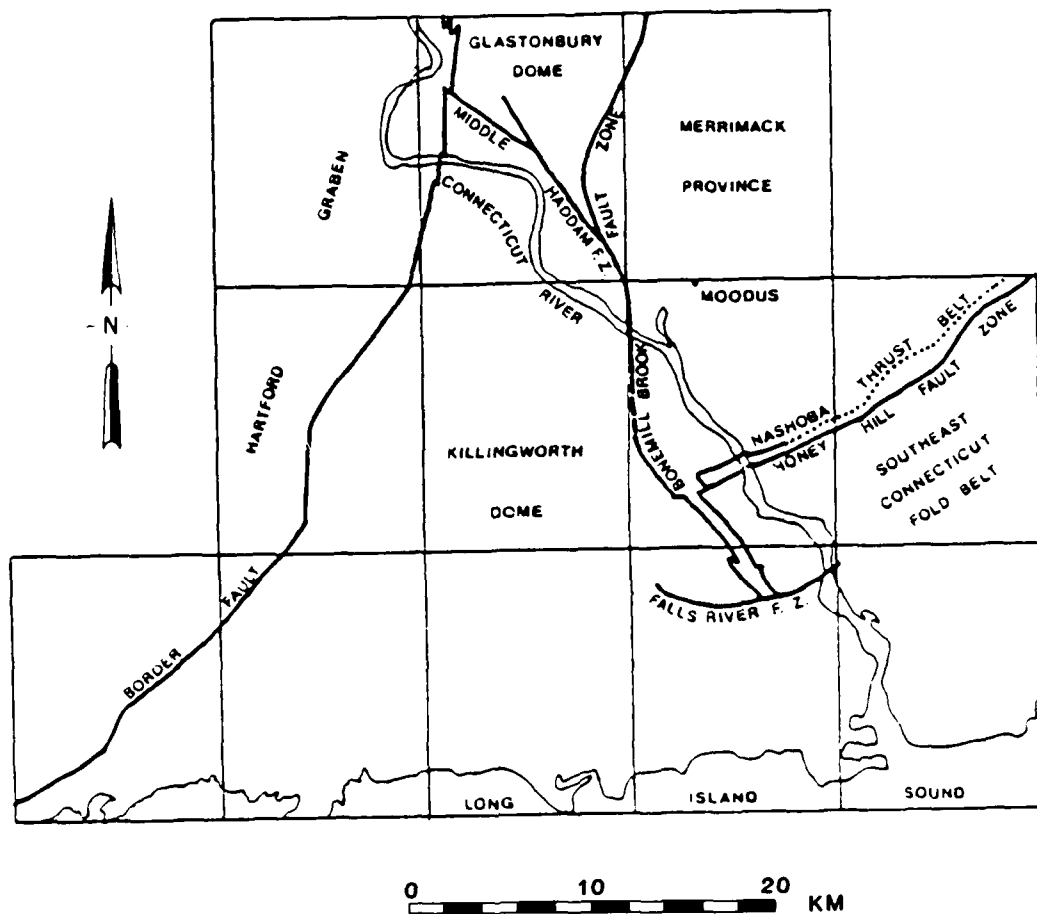 GLASTONBURY
DOME
MIDDLE
HADDAM F. Z.
FAULT ZONE
MERRIMACK
PROVINCE
GRABEN
CONNECTICUT
RIVER
N
MOODUS
HARTFORD
KILLINGWORTH
DOME
BONEMILL BROOK
NASHOBA THRUST BELT
HONEY HILL FAULT ZONE
SOUTHEAST
CONNECTICUT
FOLD BELT
BORDER FAULT
FALLS RIVER F. Z.
LONG ISLAND SOUND
0 10 20 KM